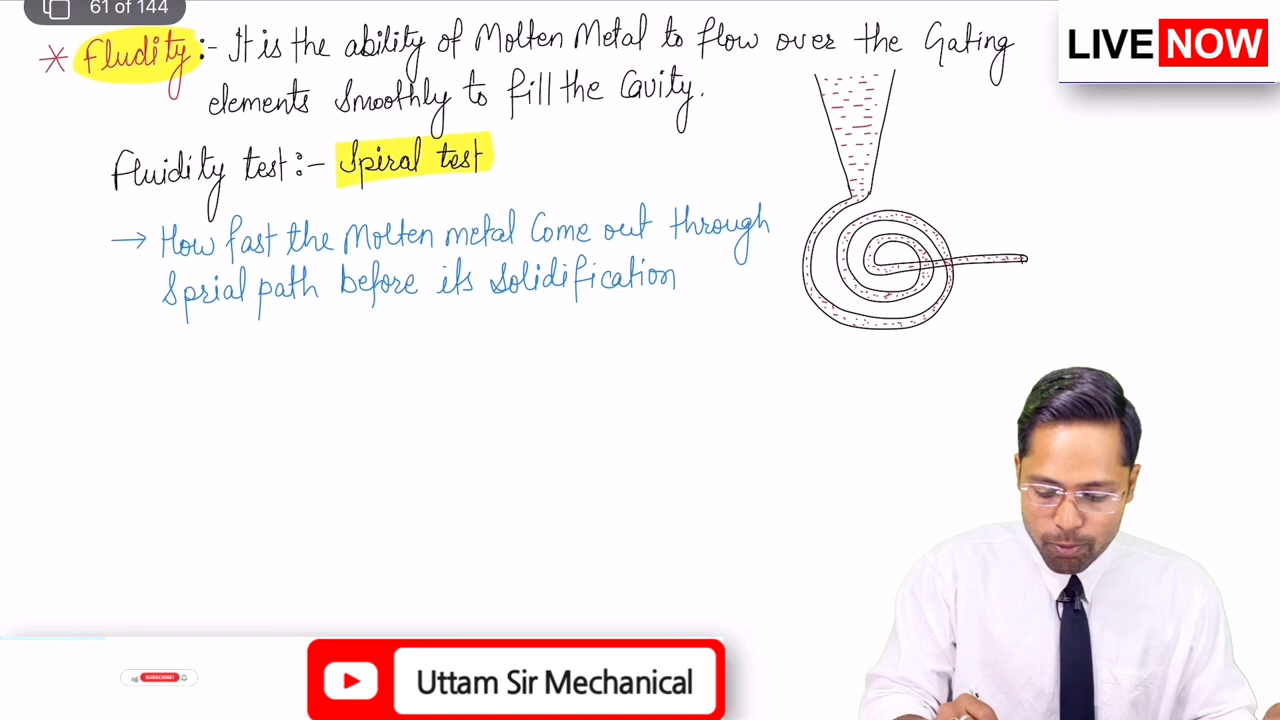 61 of 144
* Fludity :- It is the ability of Molten Metal to flow over the Gating
elements Smoothly to fill the Cavity.
Fluidity test :- Spiral test
→ How fast the Molten metal Come out through
Sprial path before its Solidification
LIVE NOW
SUBSCRIBE
Uttam Sir Mechanical